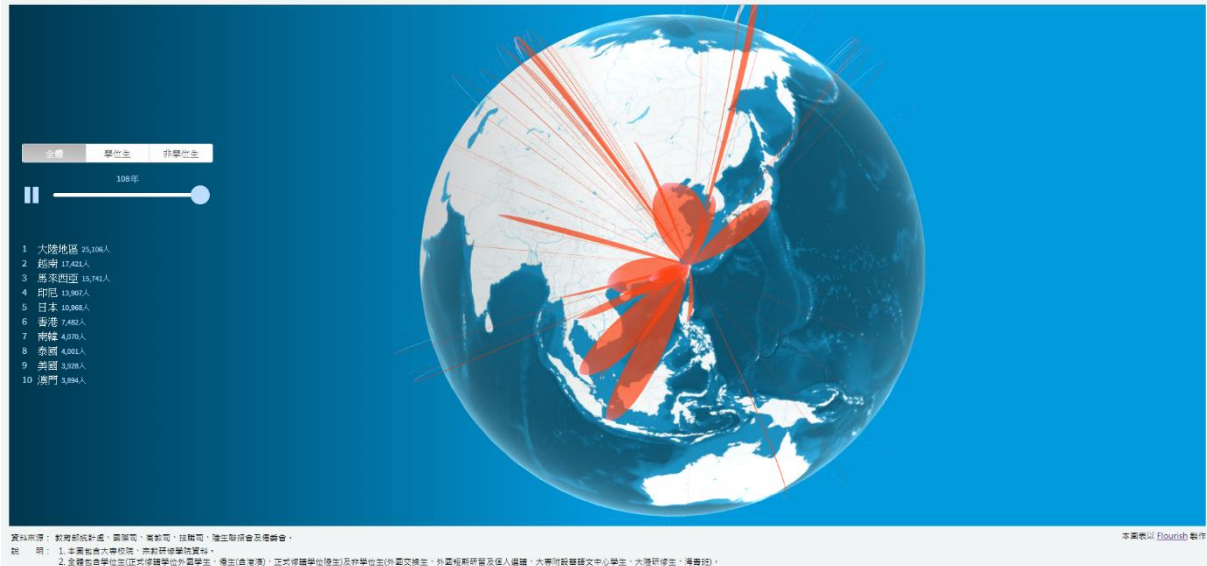 全體 學位生 非學位生
108年
1 大陸地區 25,106人
2 越南 17,421人
3 馬來西亞 15,741人
4 印尼 13,907人
5 日本 10,968人
6 香港 7,482人
7 南韓 4,070人
8 泰國 4,001人
9 美國 3,928人
10 澳門 3,894人
資料來源： 教育部統計處、國際司、高教司、技職司、陸生聯招會及僑委會。
本圖表以 Flourish 製作
說 明： 1. 本圖包含大專校院、宗教研修學院資料。
2. 全體包含學位生(正式修讀學位外國學生、僑生(含港澳)、正式修讀學位陸生)及非學位生(外國交換生、外國短期研習及個人選讀、大專附設華語文中心學生、大陸研修生、海青班)。